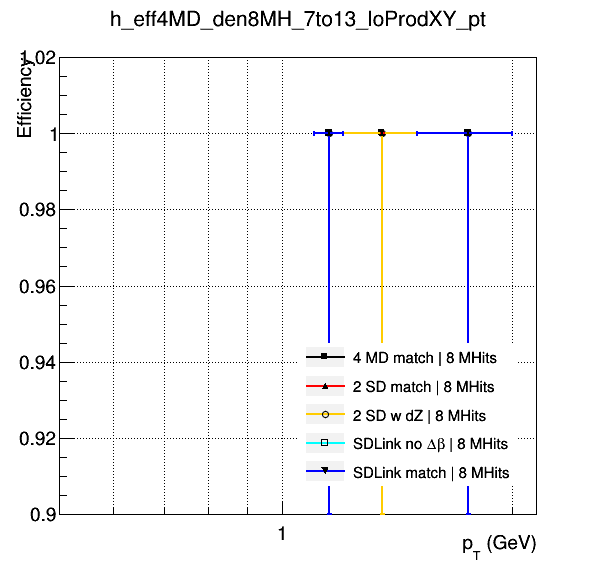 h_eff4MD_den8MH_7to13_loProdXY_pt
Efficiency
1.02
1
0.98
0.96
0.94
0.92
0.9
4 MD match | 8 MHits
2 SD match | 8 MHits
2 SD w dZ | 8 MHits
SDLink no Δβ | 8 MHits
SDLink match | 8 MHits
1
p_T (GeV)